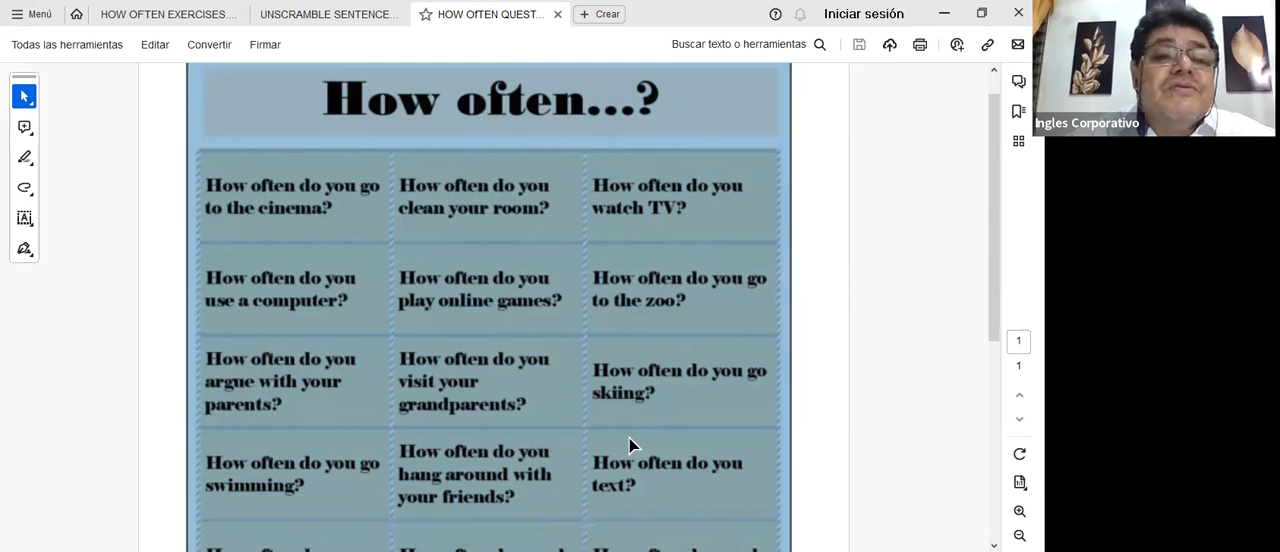 Menú
HOW OFTEN EXERCISES....
UNSCRAMBLE SENTENCE...
HOW OfTEN QUEST...
Crear
Iniciar sesión
Todas las herramientas
Editar
Convertir
Firmar
Buscar texto o herramientas
Ingles Corporativo
How often...?
How often do you go
to the cinema?
How often do you
clean your room?
How often do you
watch TV?
How often do you
use a computer?
How often do you
play online games?
How often do you go
to the zoo?
How often do you
argue with your
parents?
How often do you
visit your
grandparents?
How often do you go
skiing?
How often do you go
swimming?
How often do you
hang around with
your friends?
How often do you
text?
1
1